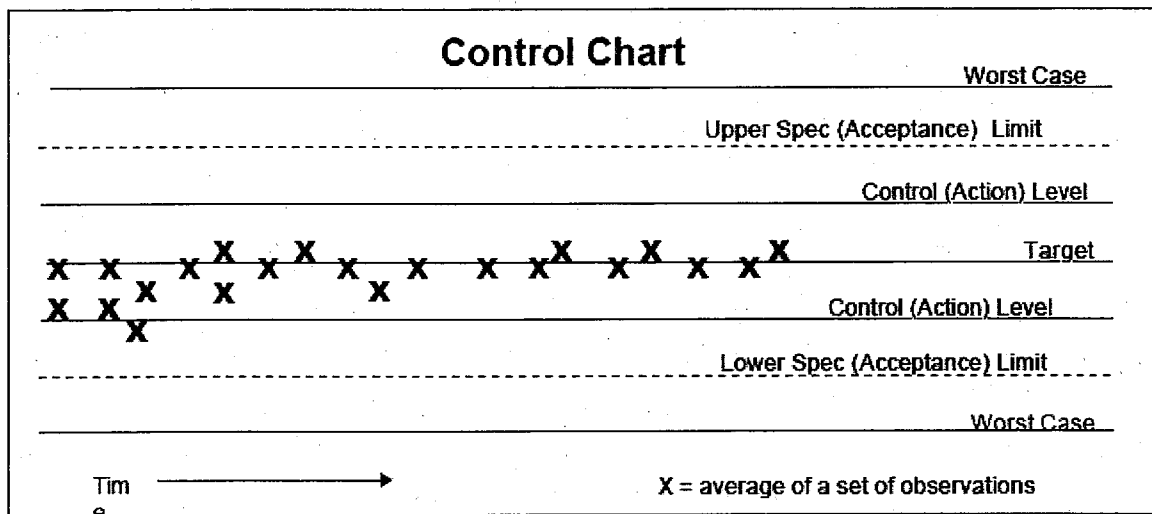 Control Chart
Worst Case
Upper Spec (Acceptance) Limit
Control (Action) Level
Target
Control (Action) Level
Lower Spec (Acceptance) Limit
Worst Case
Tim
e
X = average of a set of observations